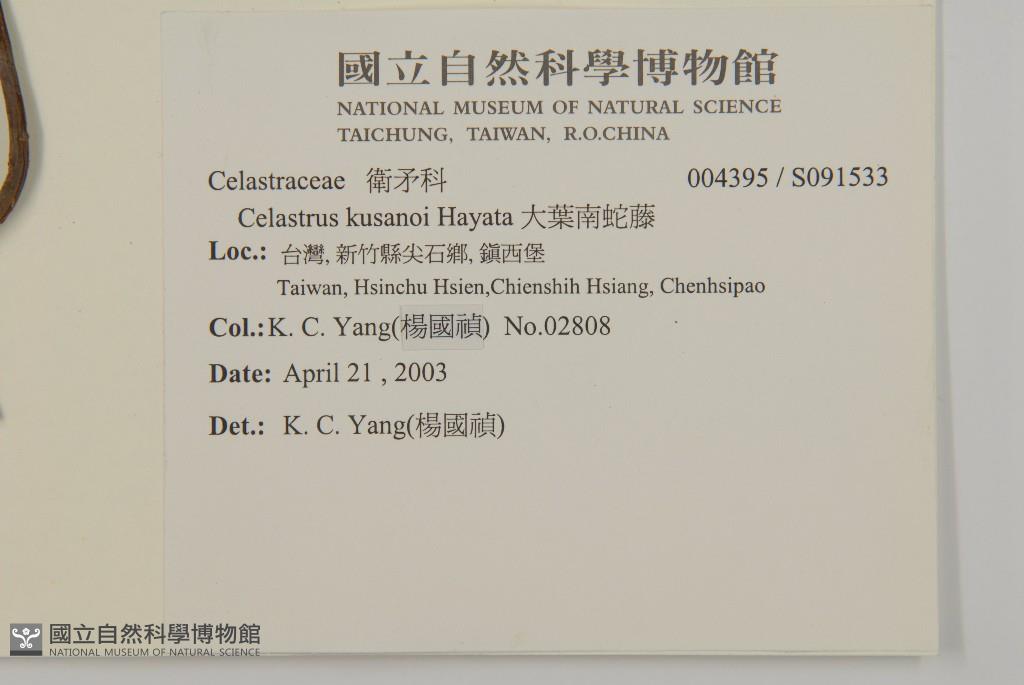 國立自然科學博物館
NATIONAL MUSEUM OF NATURAL SCIENCE
TAICHUNG, TAIWAN, R.O.CHINA
Celastraceae 衛矛科 004395 / S091533
Celastrus kusanoi Hayata 大葉南蛇藤
Loc.: 台灣, 新竹縣尖石鄉, 鎮西堡
Taiwan, Hsinchu Hsien,Chienshih Hsiang, Chenhsipao
Col.:K. C. Yang(楊國禎) No.02808
Date: April 21 , 2003
Det.: K. C. Yang(楊國禎)
國立自然科學博物館
NATIONAL MUSEUM OF NATURAL SCIENCE